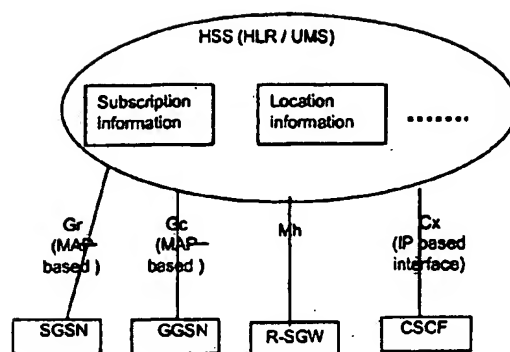 HSS (HLR / UMS)
Subscription
information
Location
information
........
Gr
(MAP-
based )
Gc
(MAP-
based )
Mh
Cx
(IP based
interface)
SGSN
GGSN
R-SGW
CSCF